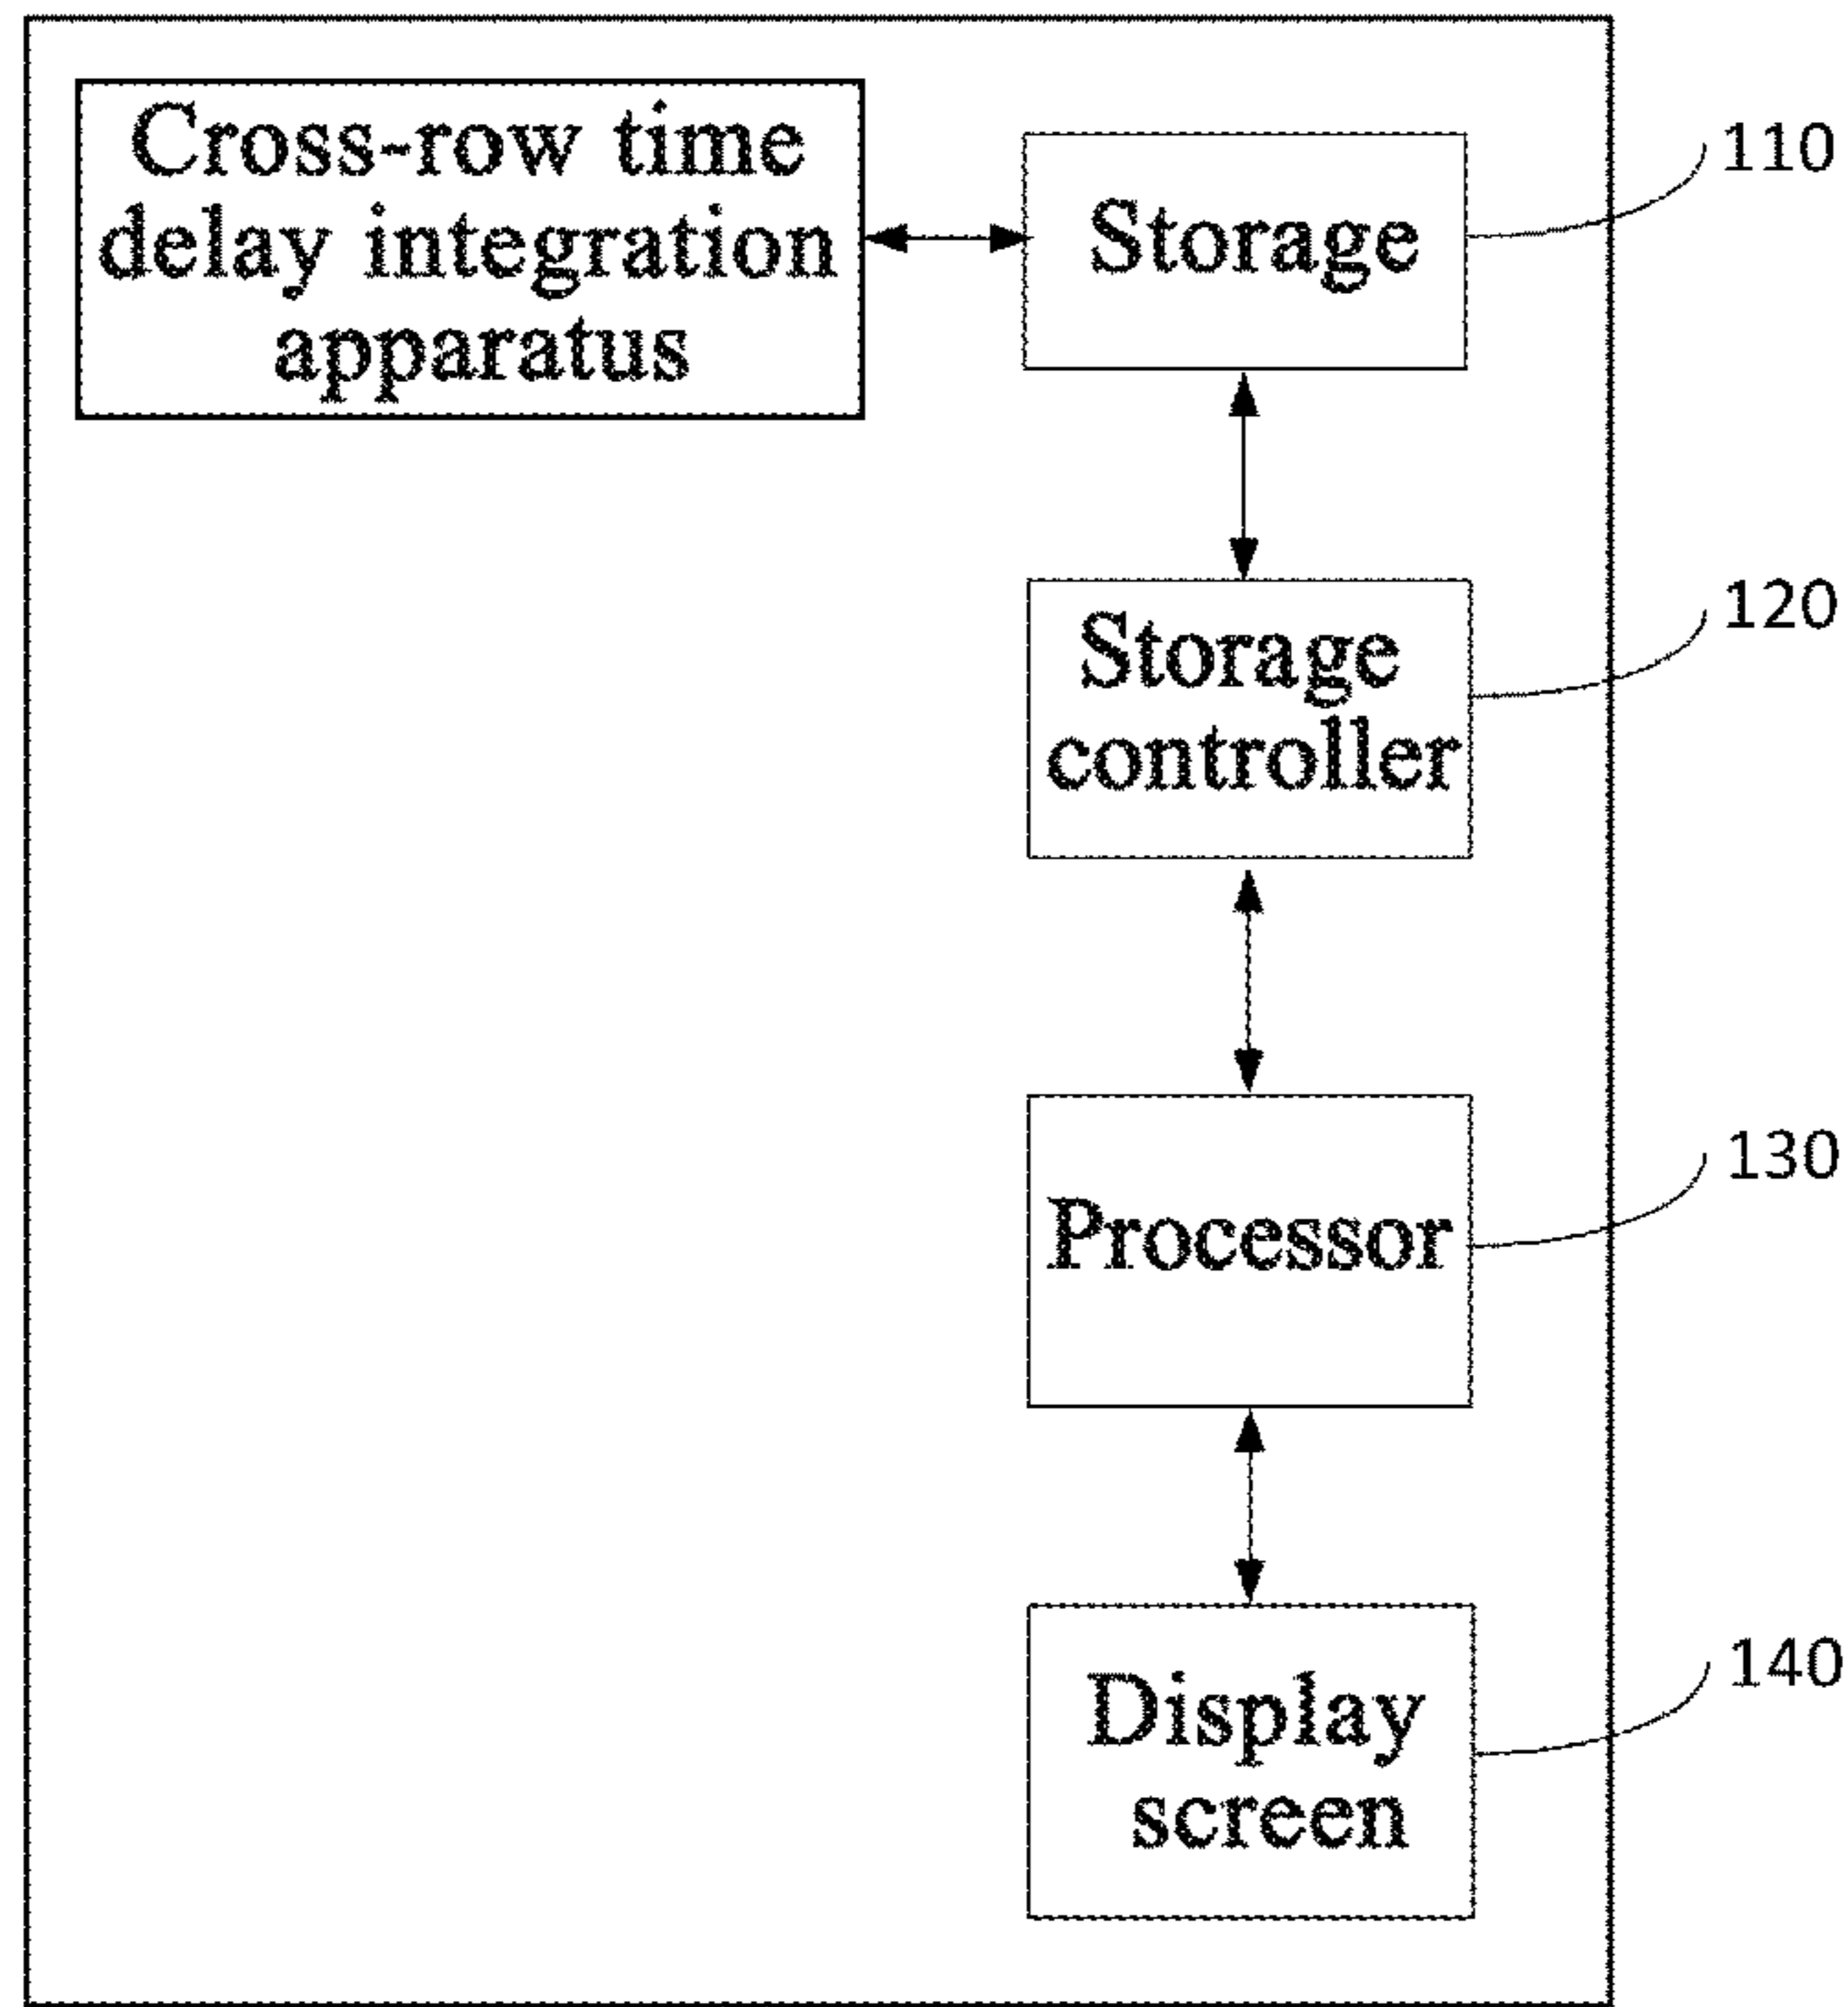 Cross-row time
delay integration
apparatus
Storage
110
Storage
controller
120
Processor
130
Display
screen
140